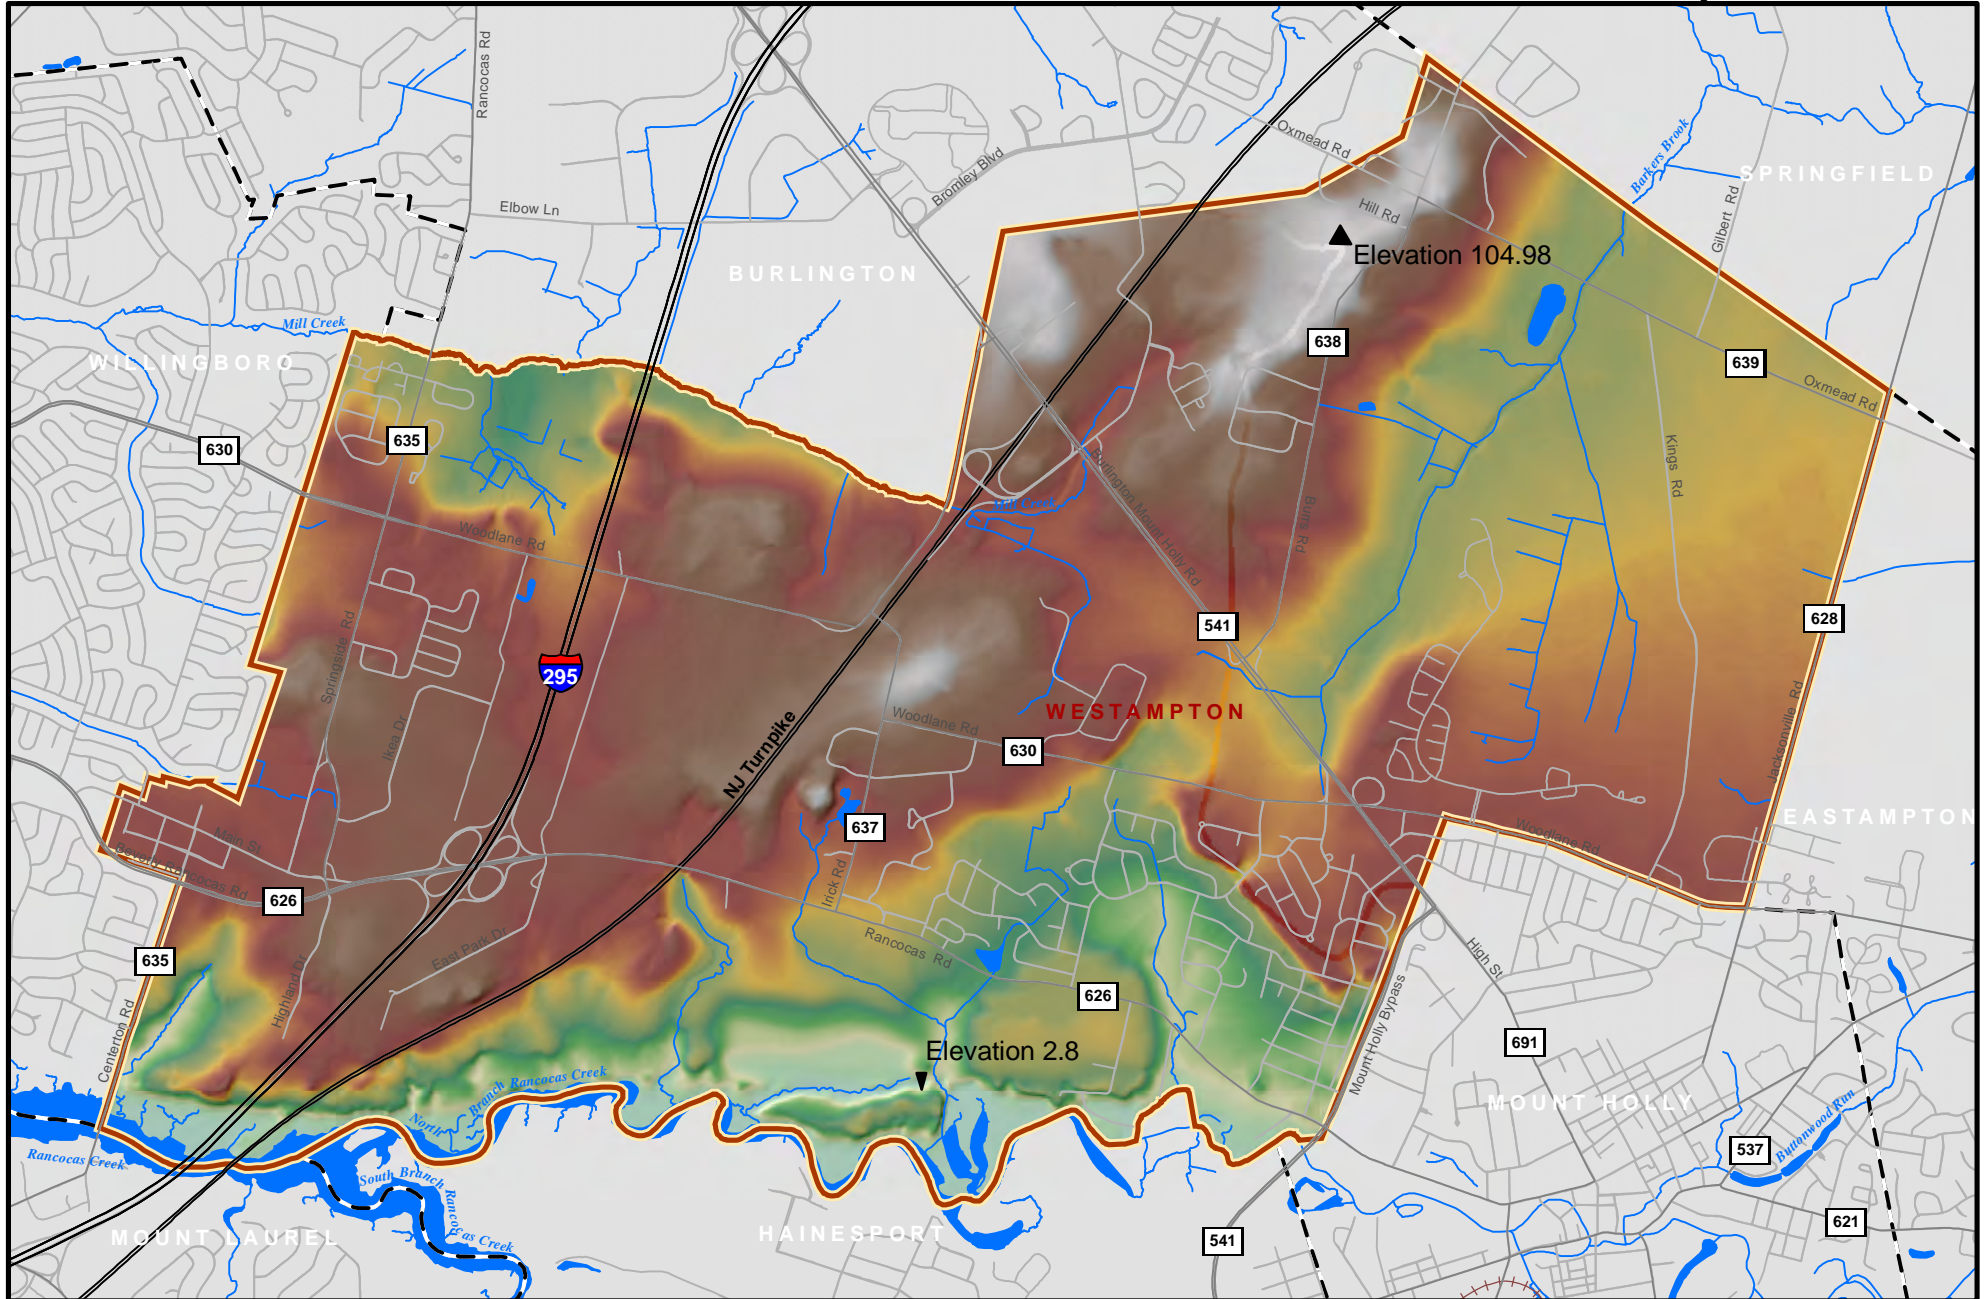 Rancocas Rd
Oxmead Rd
Barkers Brook
SPRINGFIELD
Bromley Blvd
Elbow Ln
Hill Rd
Gilbert Rd
Elevation 104.98
BURLINGTON
Mill Creek
638
WILLINGBORO
639
Oxmead Rd
635
630
Kings Rd
Burlington Mount Holly Rd
Mill Creek
Burrs Rd
Woodlane Rd
541
628
Springside Rd
295
WESTAMPTON
Woodlane Rd
Ikea Dr
630
NJ Turnpike
Jacksonville Rd
EASTAMPTON
637
Main St
Woodlane Rd
Beverly Rancocas Rd
Irick Rd
626
Rancocas Rd
East Park Dr
High St
635
Highland Dr
626
Centerton Rd
Mount Holly Bypass
691
Elevation 2.8
North Branch Rancocas Creek
MOUNT HOLLY
Buttonwood Run
537
Rancocas Creek
South Branch Rancocas Creek
621
MOUNT LAUREL
HAINESPORT
541